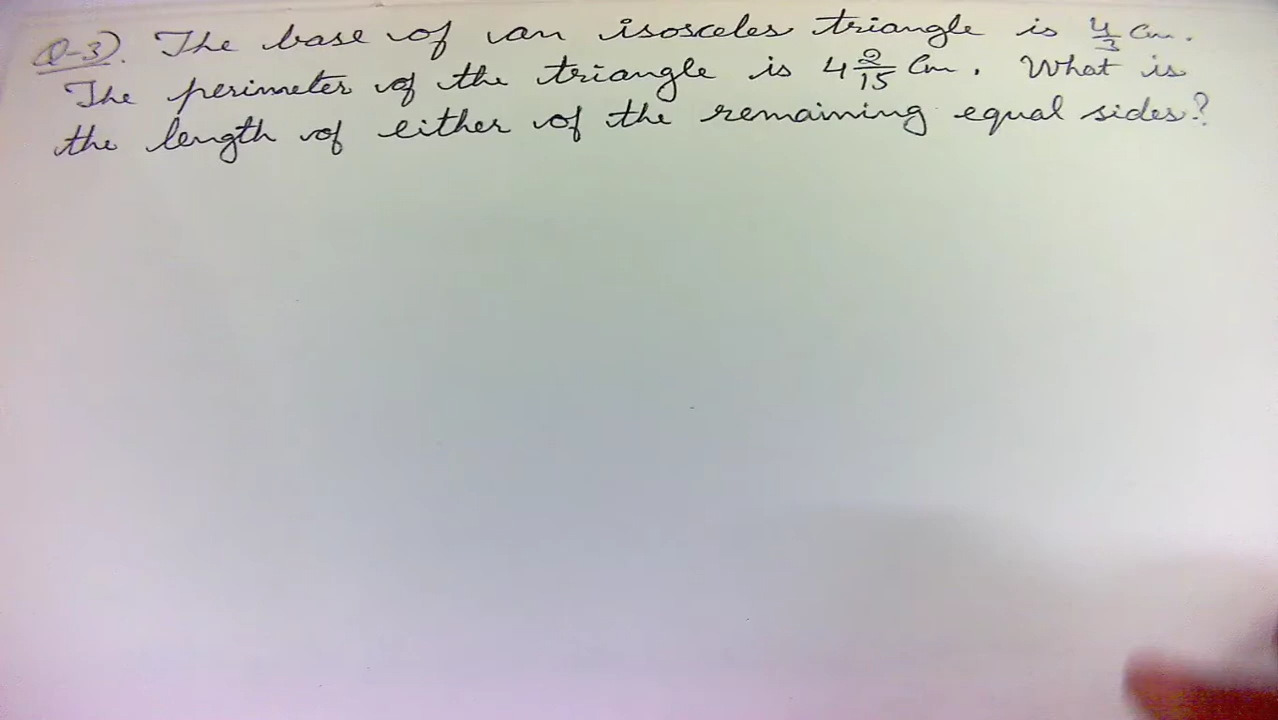 Q-3). The base of an isosceles triangle is 4/3 cm.
The perimeter of the triangle is 4 2/15 cm. What is
the length of either of the remaining equal sides?